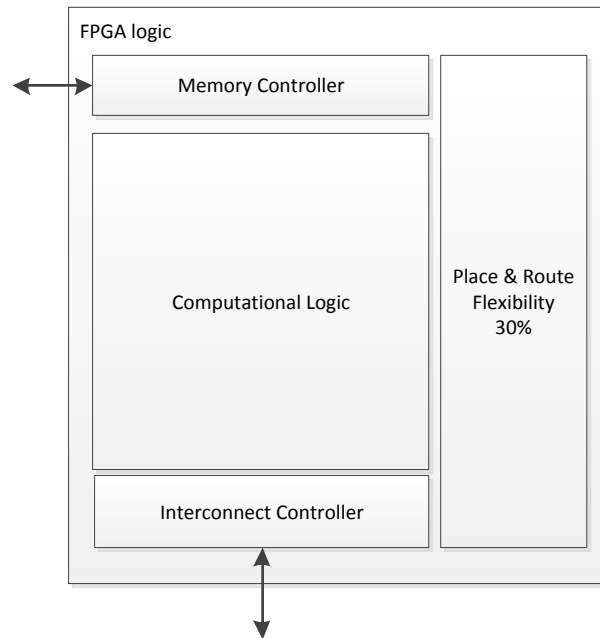 FPGA logic
Memory Controller
Computational Logic
Place & Route
Flexibility
30%
Interconnect Controller